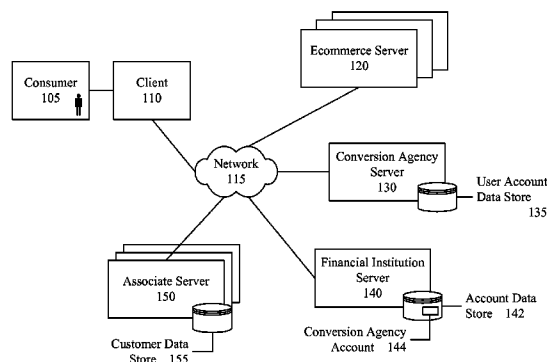 Ecommerce Server
120
Consumer
105
Client
110
Network
115
Conversion Agency
Server
130
User Account
Data Store
135
Associate Server
150
Financial Institution
Server
140
Account Data
Store 142
Customer Data
Store 155
Conversion Agency
Account 144